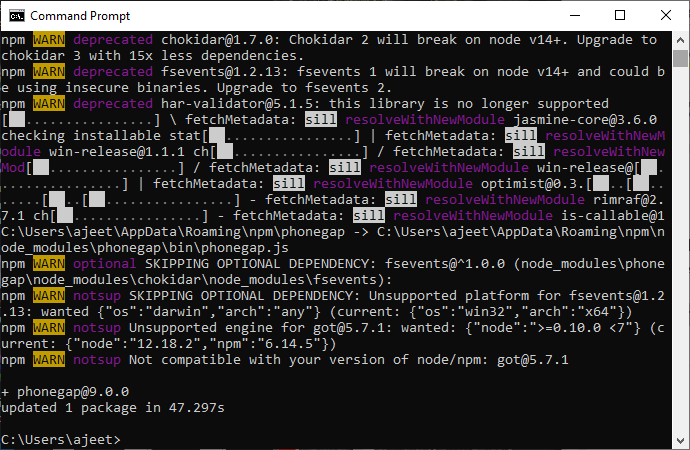 Command Prompt
npm WARN deprecated chokidar@1.7.0: Chokidar 2 will break on node v14+. Upgrade to
chokidar 3 with 15x less dependencies.
npm WARN deprecated fsevents@1.2.13: fsevents 1 will break on node v14+ and could b
e using insecure binaries. Upgrade to fsevents 2.
npm WARN deprecated har-validator@5.1.5: this library is no longer supported
[  ................] \ fetchMetadata: sill resolveWithNewModule jasmine-core@3.6.0
checking installable stat[  ................] | fetchMetadata: sill resolveWithNewM
odule win-release@1.1.1 ch[  ................] / fetchMetadata: sill resolveWithNew
Mod[  ................] / fetchMetadata: sill resolveWithNewModule win-release@[  ..
..............] | fetchMetadata: sill resolveWithNewModule optimist@0.3.[  ..[  ..
.....[  ..[  ................] - fetchMetadata: sill resolveWithNewModule rimraf@2.
7.1 ch[  ................] - fetchMetadata: sill resolveWithNewModule is-callable@1
C:\Users\ajeet\AppData\Roaming\npm\phonegap -> C:\Users\ajeet\AppData\Roaming\npm\n
ode_modules\phonegap\bin\phonegap.js
npm WARN optional SKIPPING OPTIONAL DEPENDENCY: fsevents@^1.0.0 (node_modules\phone
gap\node_modules\chokidar\node_modules\fsevents):
npm WARN notsup SKIPPING OPTIONAL DEPENDENCY: Unsupported platform for fsevents@1.2
.13: wanted {"os":"darwin","arch":"any"} (current: {"os":"win32","arch":"x64"})
npm WARN notsup Unsupported engine for got@5.7.1: wanted: {"node":">=0.10.0 <7"} (c
urrent: {"node":"12.18.2","npm":"6.14.5"})
npm WARN notsup Not compatible with your version of node/npm: got@5.7.1
+ phonegap@9.0.0
updated 1 package in 47.297s
C:\Users\ajeet>